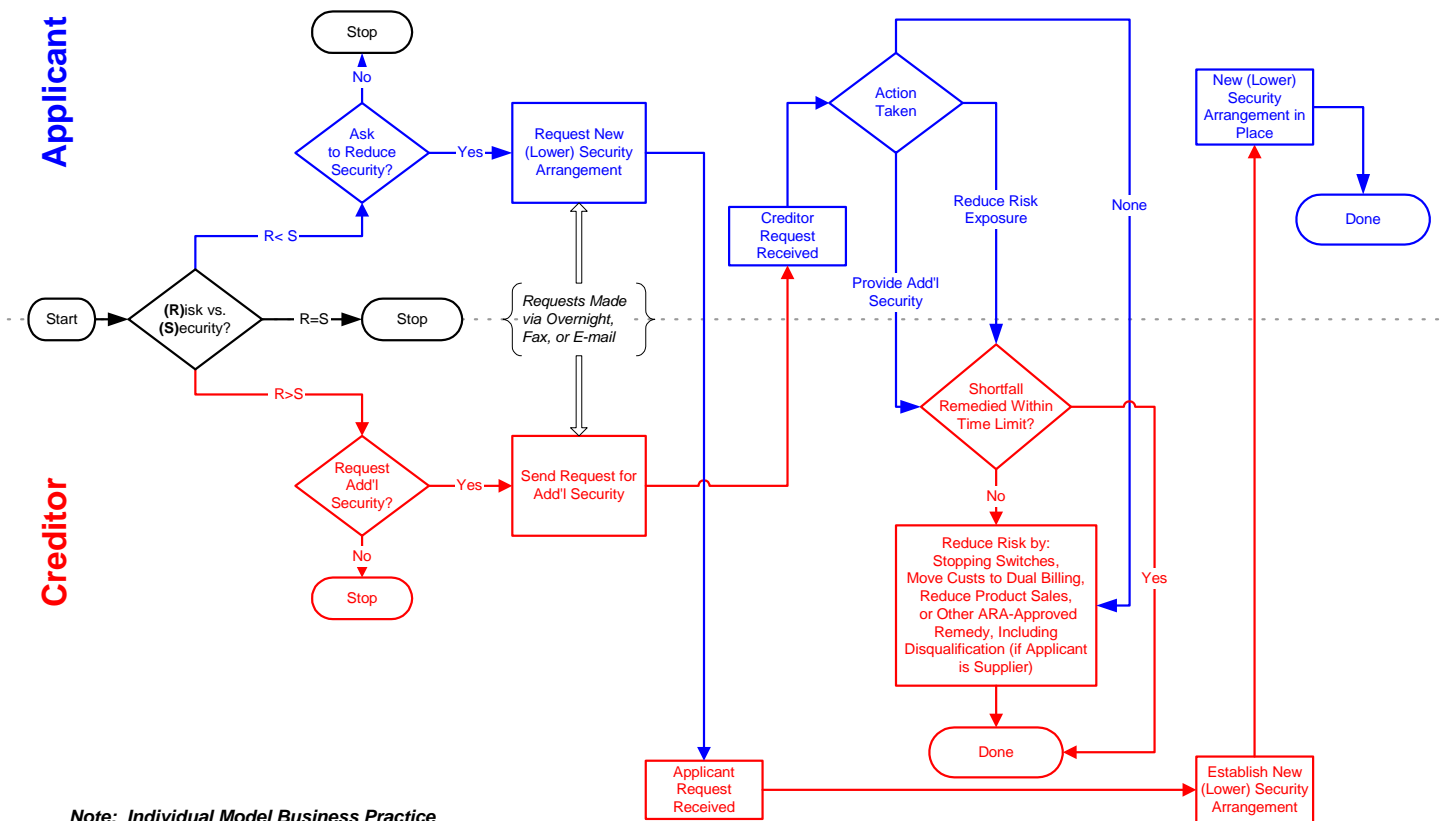 Applicant
Stop
No
Ask
to Reduce
Security?
Yes
Request New
(Lower) Security
Arrangement
R< S
Start
(R)isk vs.
(S)ecurity?
R=S
Stop
Requests Made
via Overnight,
Fax, or E-mail
R>S
Creditor
Request
Add'l
Security?
Yes
No
Stop
Send Request for
Add'l Security
Creditor
Request
Received
Action
Taken
Provide Add'l
Security
Reduce Risk
Exposure
None
Shortfall
Remedied Within
Time Limit?
No
Yes
Reduce Risk by:
Stopping Switches,
Move Custs to Dual Billing,
Reduce Product Sales,
or Other ARA-Approved
Remedy, Including
Disqualification (if Applicant
is Supplier)
Done
Applicant
Request
Received
Establish New
(Lower) Security
Arrangement
New (Lower)
Security
Arrangement in
Place
Done
Note: Individual Model Business Practice